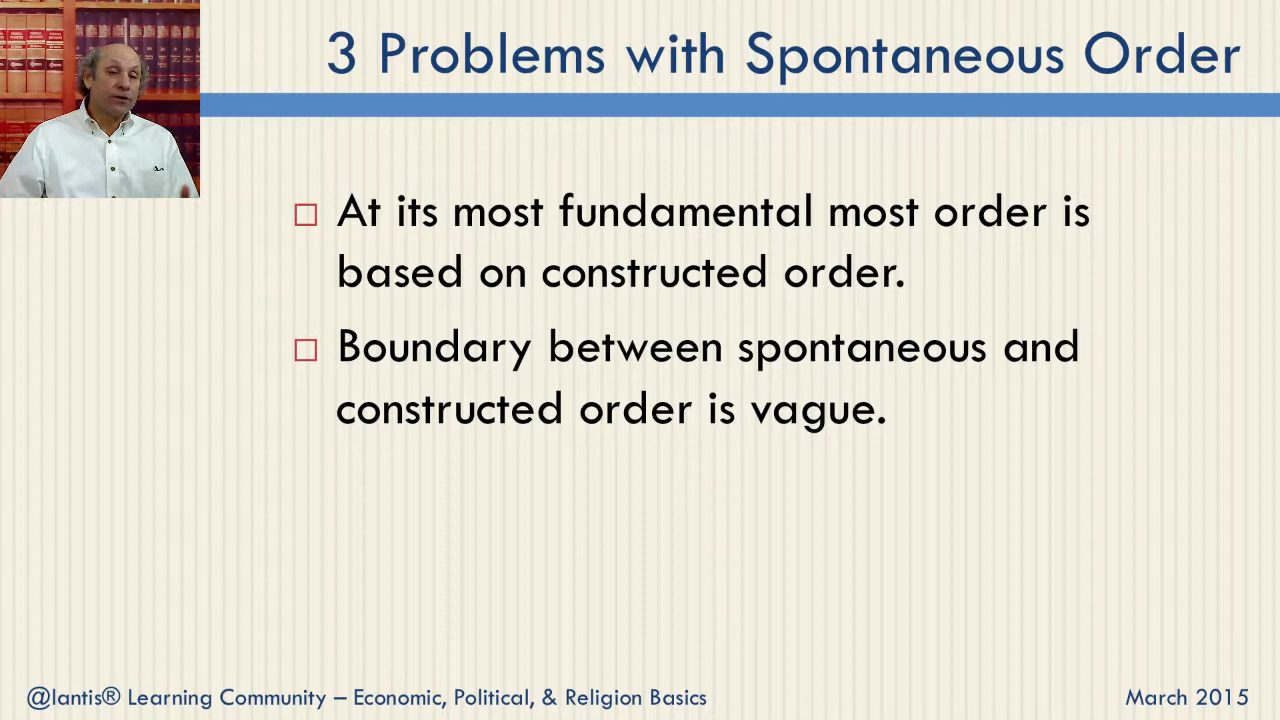 3 Problems with Spontaneous Order
□ At its most fundamental most order is
based on constructed order.
□ Boundary between spontaneous and
constructed order is vague.
@lantis® Learning Community – Economic, Political, & Religion Basics
March 2015